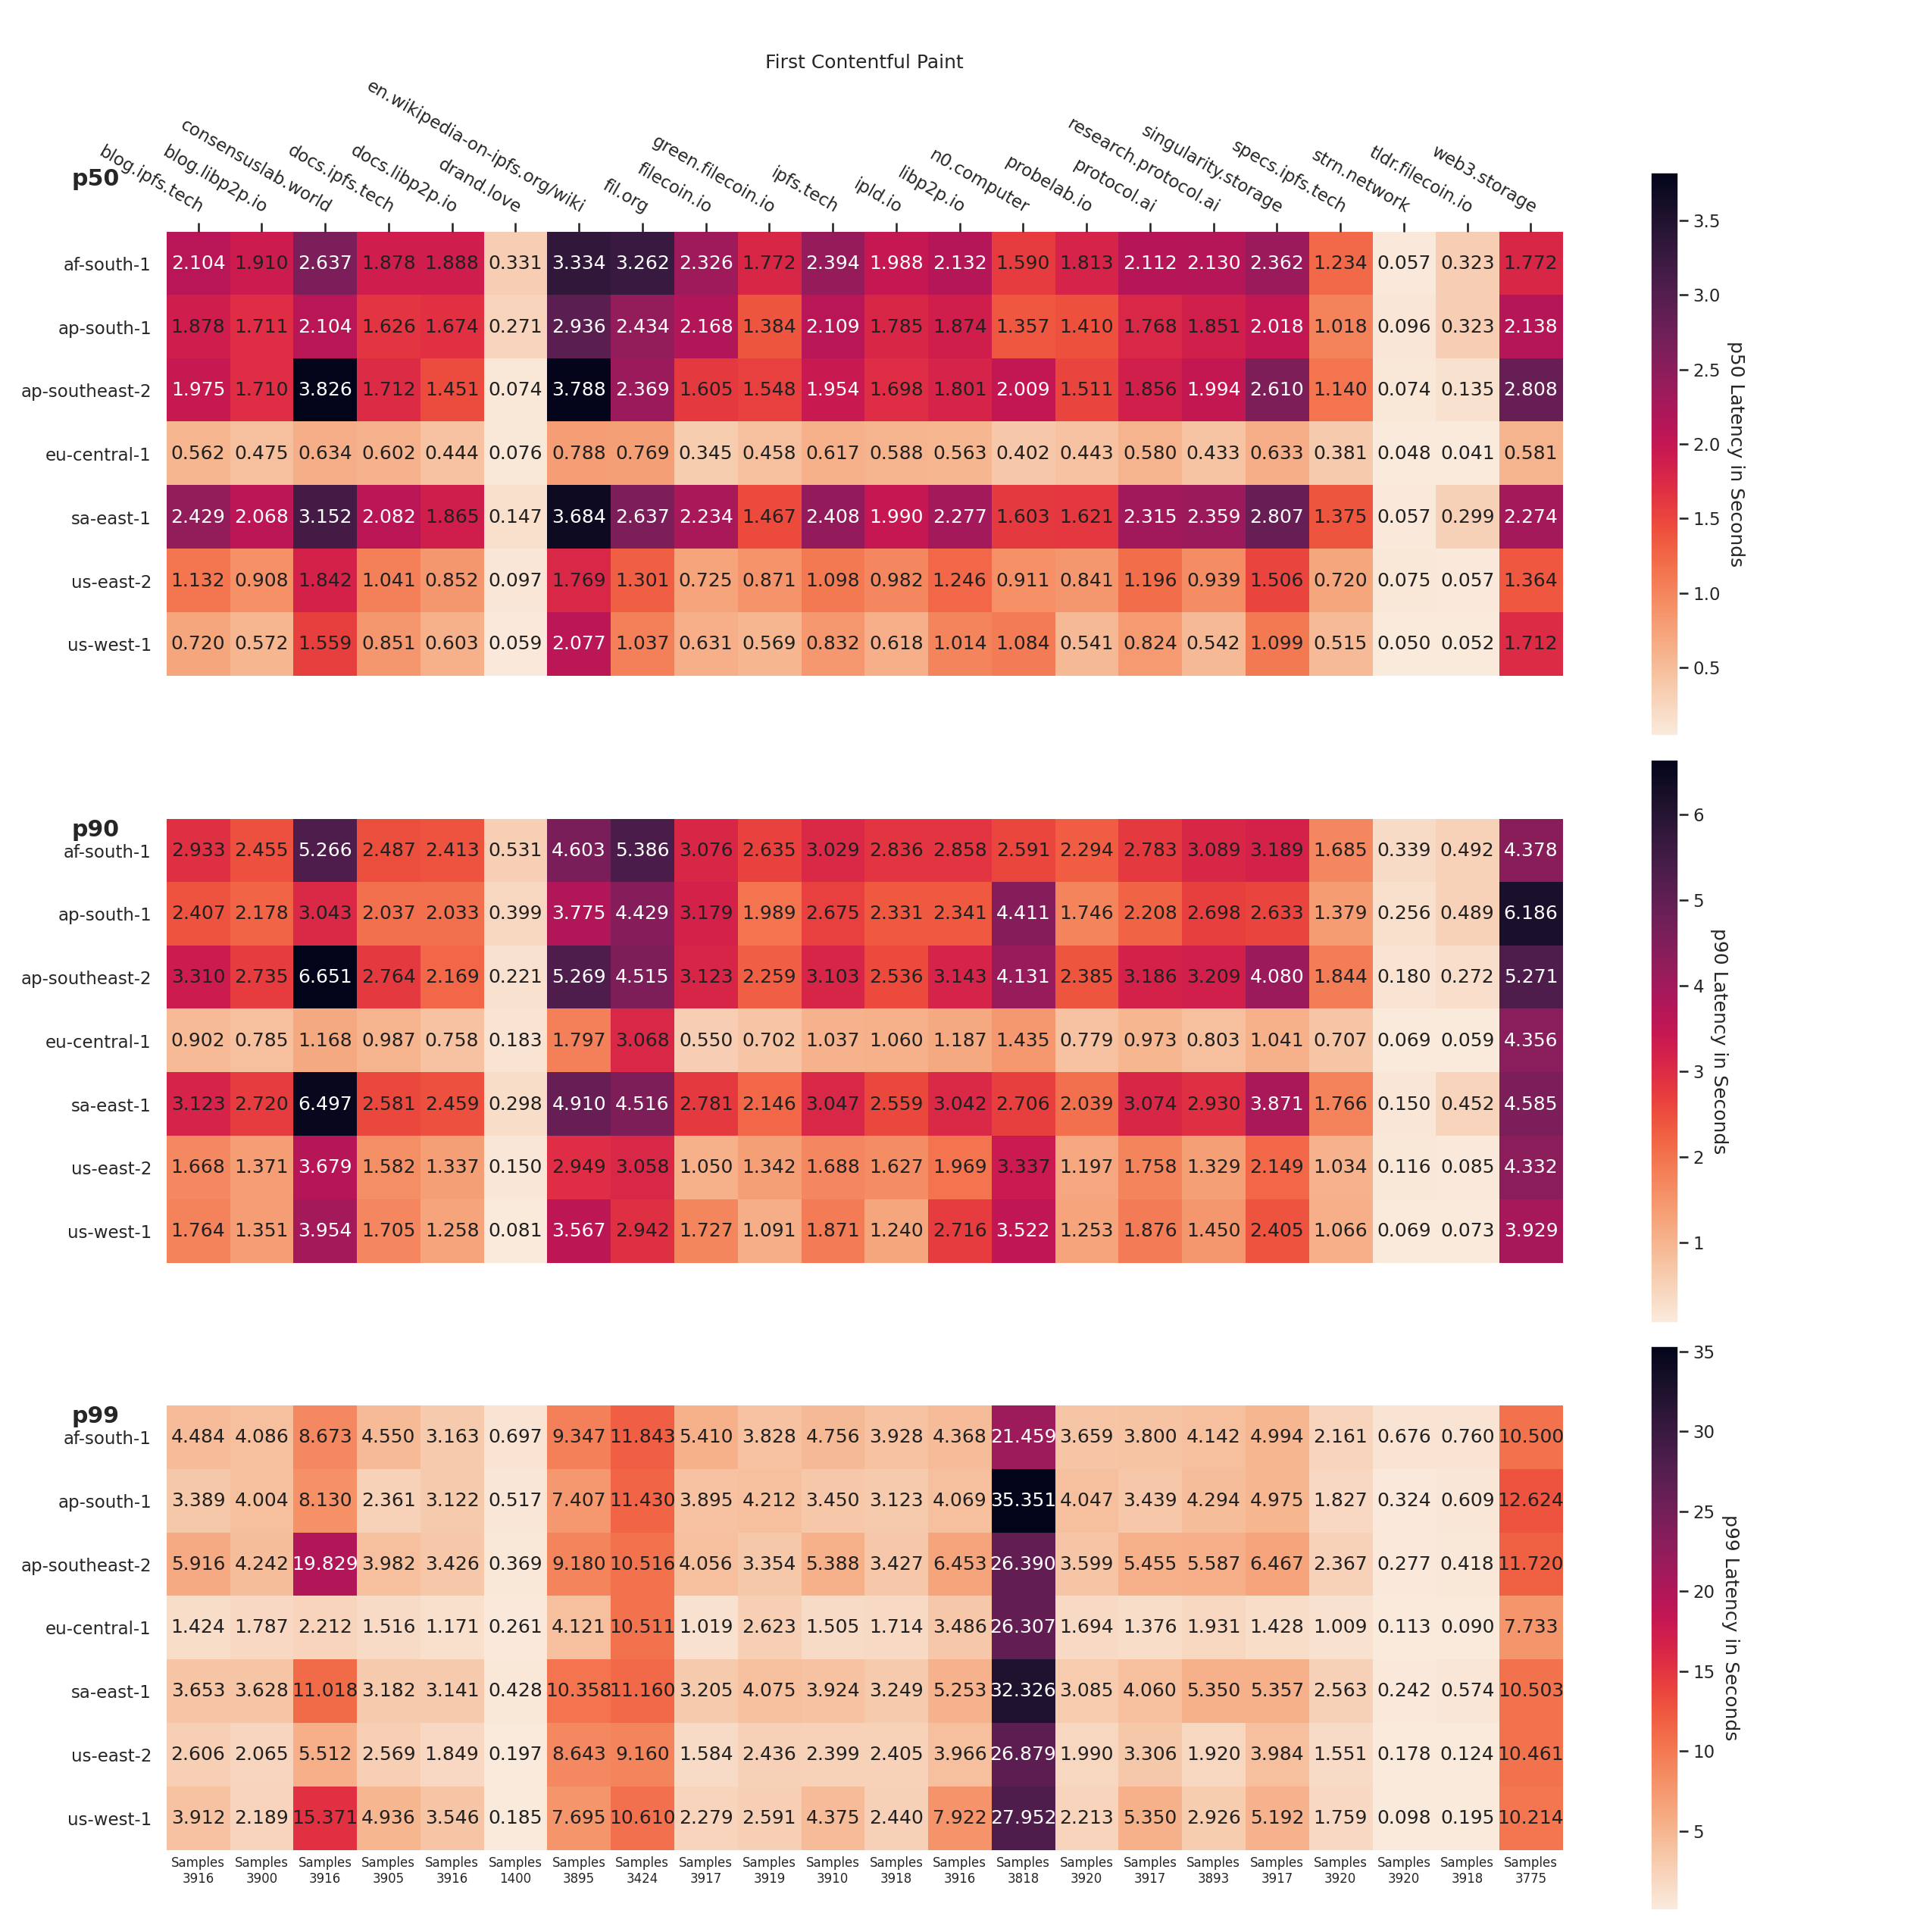 First Contentful Paint
p50
blog.ipfs.tech
blog.libp2p.io
consensuslab.world
docs.ipfs.tech
docs.libp2p.io
drand.love
en.wikipedia-on-ipfs.org/wiki
fil.org
filecoin.io
green.filecoin.io
ipfs.tech
ipld.io
libp2p.io
n0.computer
probelab.io
protocol.ai
research.protocol.ai
singularity.storage
specs.ipfs.tech
strn.network
tldr.filecoin.io
web3.storage
af-south-1 2.104 1.910 2.637 1.878 1.888 0.331 3.334 3.262 2.326 1.772 2.394 1.988 2.132 1.590 1.813 2.112 2.130 2.362 1.234 0.057 0.323 1.772
ap-south-1 1.878 1.711 2.104 1.626 1.674 0.271 2.936 2.434 2.168 1.384 2.109 1.785 1.874 1.357 1.410 1.768 1.851 2.018 1.018 0.096 0.323 2.138
ap-southeast-2 1.975 1.710 3.826 1.712 1.451 0.074 3.788 2.369 1.605 1.548 1.954 1.698 1.801 2.009 1.511 1.856 1.994 2.610 1.140 0.074 0.135 2.808
eu-central-1 0.562 0.475 0.634 0.602 0.444 0.076 0.788 0.769 0.345 0.458 0.617 0.588 0.563 0.402 0.443 0.580 0.433 0.633 0.381 0.048 0.041 0.581
sa-east-1 2.429 2.068 3.152 2.082 1.865 0.147 3.684 2.637 2.234 1.467 2.408 1.990 2.277 1.603 1.621 2.315 2.359 2.807 1.375 0.057 0.299 2.274
us-east-2 1.132 0.908 1.842 1.041 0.852 0.097 1.769 1.301 0.725 0.871 1.098 0.982 1.246 0.911 0.841 1.196 0.939 1.506 0.720 0.075 0.057 1.364
us-west-1 0.720 0.572 1.559 0.851 0.603 0.059 2.077 1.037 0.631 0.569 0.832 0.618 1.014 1.084 0.541 0.824 0.542 1.099 0.515 0.050 0.052 1.712
3.5
3.0
2.5
2.0
1.5
1.0
0.5
p50 Latency in Seconds
p90
af-south-1 2.933 2.455 5.266 2.487 2.413 0.531 4.603 5.386 3.076 2.635 3.029 2.836 2.858 2.591 2.294 2.783 3.089 3.189 1.685 0.339 0.492 4.378
ap-south-1 2.407 2.178 3.043 2.037 2.033 0.399 3.775 4.429 3.179 1.989 2.675 2.331 2.341 4.411 1.746 2.208 2.698 2.633 1.379 0.256 0.489 6.186
ap-southeast-2 3.310 2.735 6.651 2.764 2.169 0.221 5.269 4.515 3.123 2.259 3.103 2.536 3.143 4.131 2.385 3.186 3.209 4.080 1.844 0.180 0.272 5.271
eu-central-1 0.902 0.785 1.168 0.987 0.758 0.183 1.797 3.068 0.550 0.702 1.037 1.060 1.187 1.435 0.779 0.973 0.803 1.041 0.707 0.069 0.059 4.356
sa-east-1 3.123 2.720 6.497 2.581 2.459 0.298 4.910 4.516 2.781 2.146 3.047 2.559 3.042 2.706 2.039 3.074 2.930 3.871 1.766 0.150 0.452 4.585
us-east-2 1.668 1.371 3.679 1.582 1.337 0.150 2.949 3.058 1.050 1.342 1.688 1.627 1.969 3.337 1.197 1.758 1.329 2.149 1.034 0.116 0.085 4.332
us-west-1 1.764 1.351 3.954 1.705 1.258 0.081 3.567 2.942 1.727 1.091 1.871 1.240 2.716 3.522 1.253 1.876 1.450 2.405 1.066 0.069 0.073 3.929
6
5
4
3
2
1
p90 Latency in Seconds
p99
af-south-1 4.484 4.086 8.673 4.550 3.163 0.697 9.347 11.843 5.410 3.828 4.756 3.928 4.368 21.459 3.659 3.800 4.142 4.994 2.161 0.676 0.760 10.500
ap-south-1 3.389 4.004 8.130 2.361 3.122 0.517 7.407 11.430 3.895 4.212 3.450 3.123 4.069 35.351 4.047 3.439 4.294 4.975 1.827 0.324 0.609 12.624
ap-southeast-2 5.916 4.242 19.829 3.982 3.426 0.369 9.180 10.516 4.056 3.354 5.388 3.427 6.453 26.390 3.599 5.455 5.587 6.467 2.367 0.277 0.418 11.720
eu-central-1 1.424 1.787 2.212 1.516 1.171 0.261 4.121 10.511 1.019 2.623 1.505 1.714 3.486 26.307 1.694 1.376 1.931 1.428 1.009 0.113 0.090 7.733
sa-east-1 3.653 3.628 11.018 3.182 3.141 0.428 10.358 11.160 3.205 4.075 3.924 3.249 5.253 32.326 3.085 4.060 5.350 5.357 2.563 0.242 0.574 10.503
us-east-2 2.606 2.065 5.512 2.569 1.849 0.197 8.643 9.160 1.584 2.436 2.399 2.405 3.966 26.879 1.990 3.306 1.920 3.984 1.551 0.178 0.124 10.461
us-west-1 3.912 2.189 15.371 4.936 3.546 0.185 7.695 10.610 2.279 2.591 4.375 2.440 7.922 27.952 2.213 5.350 2.926 5.192 1.759 0.098 0.195 10.214
Samples Samples Samples Samples Samples Samples Samples Samples Samples Samples Samples Samples Samples Samples Samples Samples Samples Samples Samples Samples Samples Samples
3916 3900 3916 3905 3916 1400 3895 3424 3917 3919 3910 3918 3916 3818 3920 3917 3893 3917 3920 3920 3918 3775
35
30
25
20
15
10
5
p99 Latency in Seconds